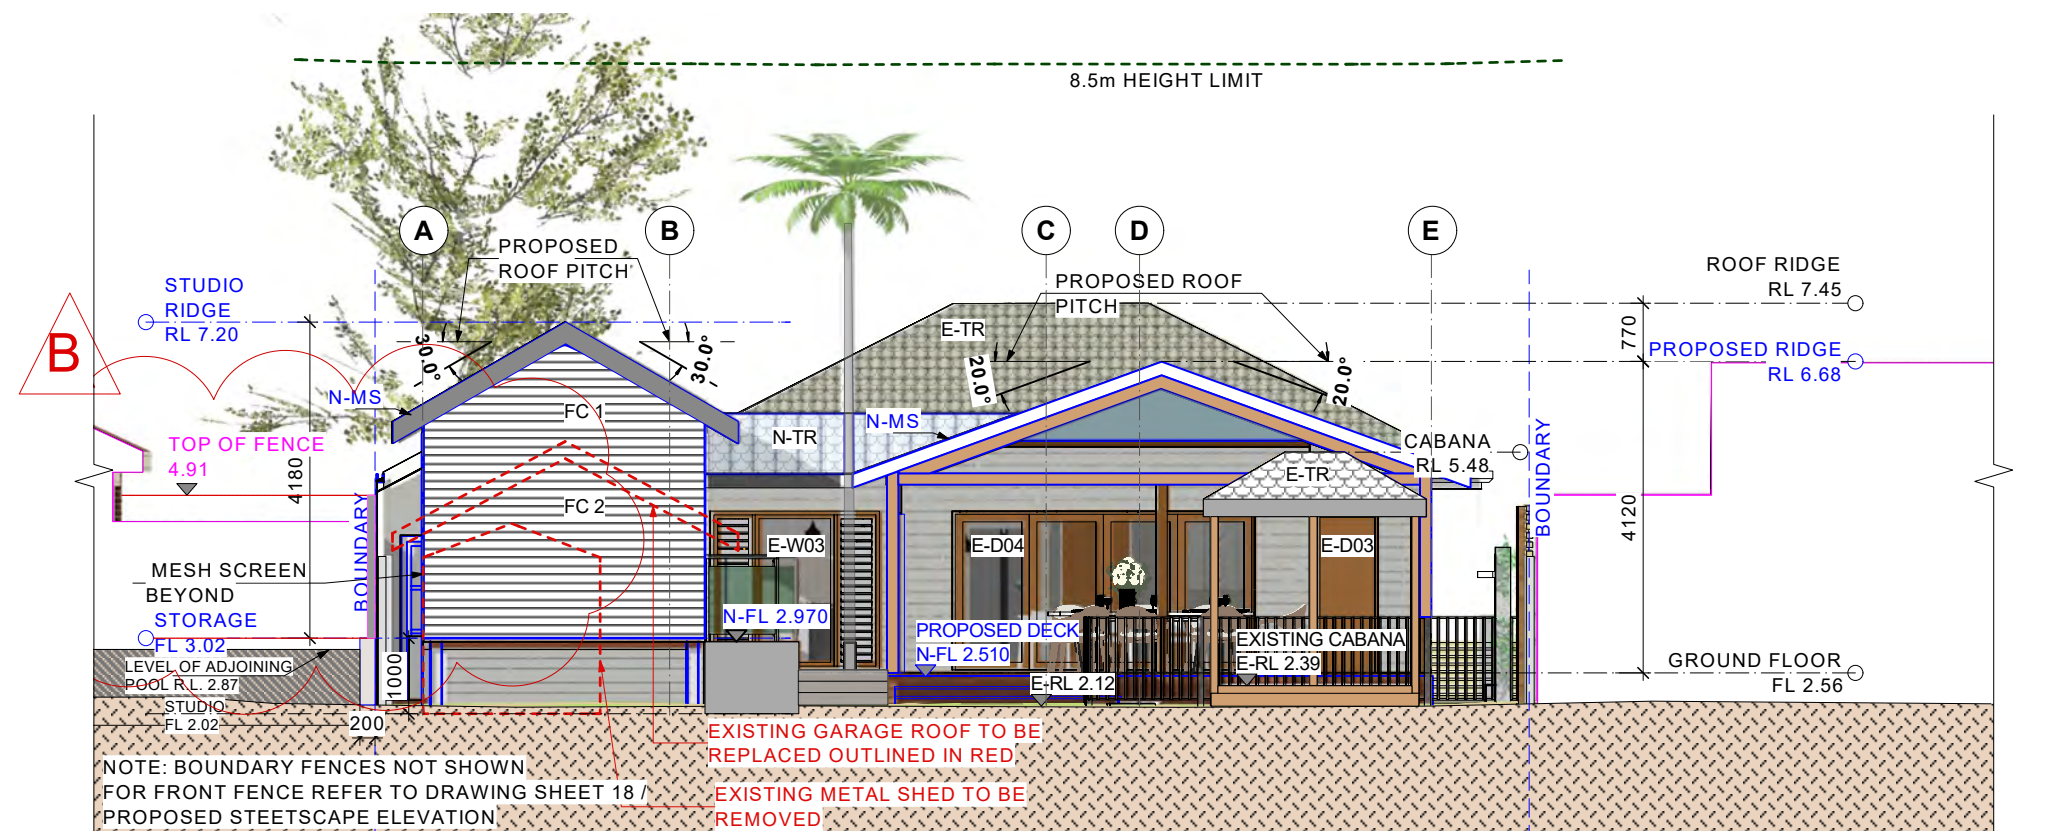 8.5m HEIGHT LIMIT
A
B
C
D
E
PROPOSED
ROOF PITCH
PROPOSED ROOF
PITCH
STUDIO
RIDGE
RL 7.20
ROOF RIDGE
RL 7.45
770
PROPOSED RIDGE
RL 6.68
B
30.0°
30.0°
E-TR
20.0°
20.0°
N-MS
FC 1
N-MS
N-TR
TOP OF FENCE
4.91
4180
CABANA
RL 5.48
E-TR
BOUNDARY
4120
FC 2
BOUNDARY
E-W03
E-D04
E-D03
MESH SCREEN
BEYOND
STORAGE
FL 3.02
N-FL 2.970
PROPOSED DECK
N-FL 2.510
EXISTING CABANA
E-RL 2.39
E-RL 2.12
GROUND FLOOR
FL 2.56
LEVEL OF ADJOINING
POOL R.L. 2.87
1000
STUDIO
FL 2.02
200
EXISTING GARAGE ROOF TO BE
REPLACED OUTLINED IN RED
NOTE: BOUNDARY FENCES NOT SHOWN
FOR FRONT FENCE REFER TO DRAWING SHEET 18 /
PROPOSED STEETSCAPE ELEVATION
EXISTING METAL SHED TO BE
REMOVED